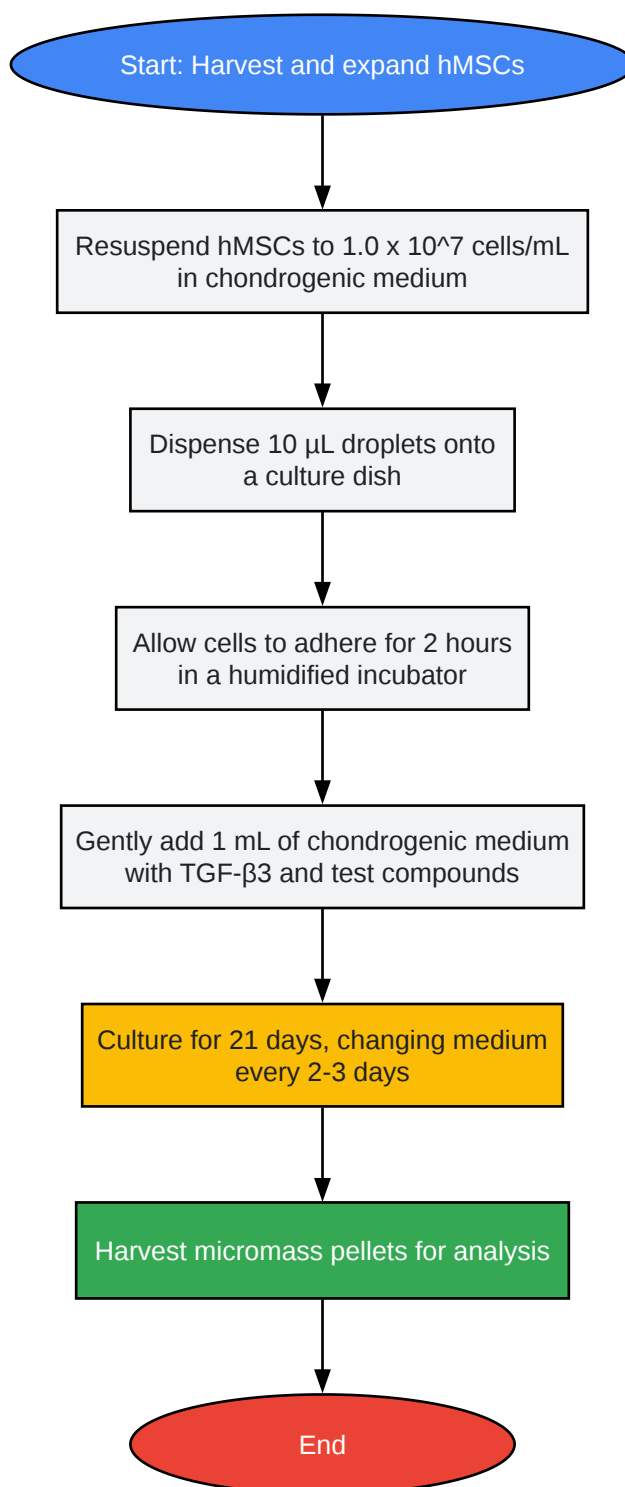 Start: Harvest and expand hMSCs
Resuspend hMSCs to 1.0 x 10^7 cells/mL
in chondrogenic medium
Dispense 10 µL droplets onto
a culture dish
Allow cells to adhere for 2 hours
in a humidified incubator
Gently add 1 mL of chondrogenic medium
with TGF-β3 and test compounds
Culture for 21 days, changing medium
every 2-3 days
Harvest micromass pellets for analysis
End